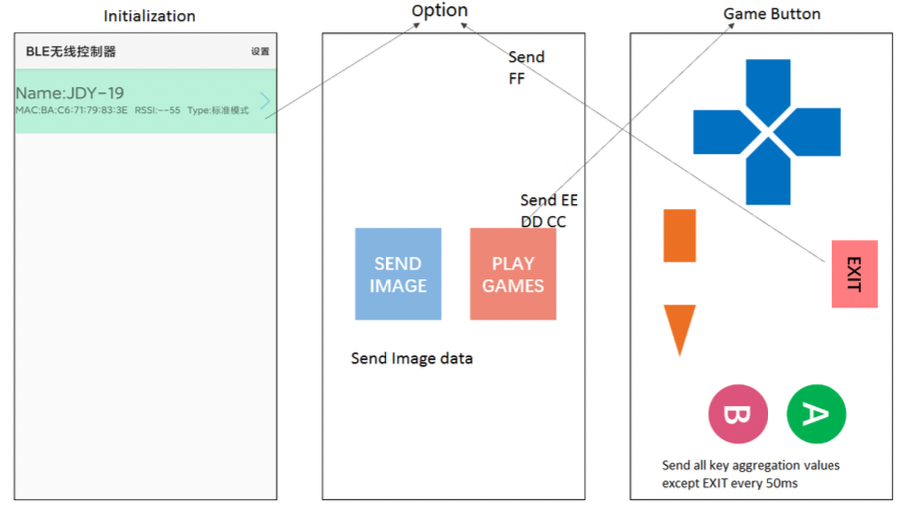 Initialization
BLE无线控制器
设置
Name:JDY-19
MAC:BA:C6:71:79:83:3E RSSI:--55 Type:标准模式
Option
Send
FF
Send EE
DD CC
SEND
IMAGE
PLAY
GAMES
Send Image data
Game Button
EXIT
B
A
Send all key aggregation values
except EXIT every 50ms